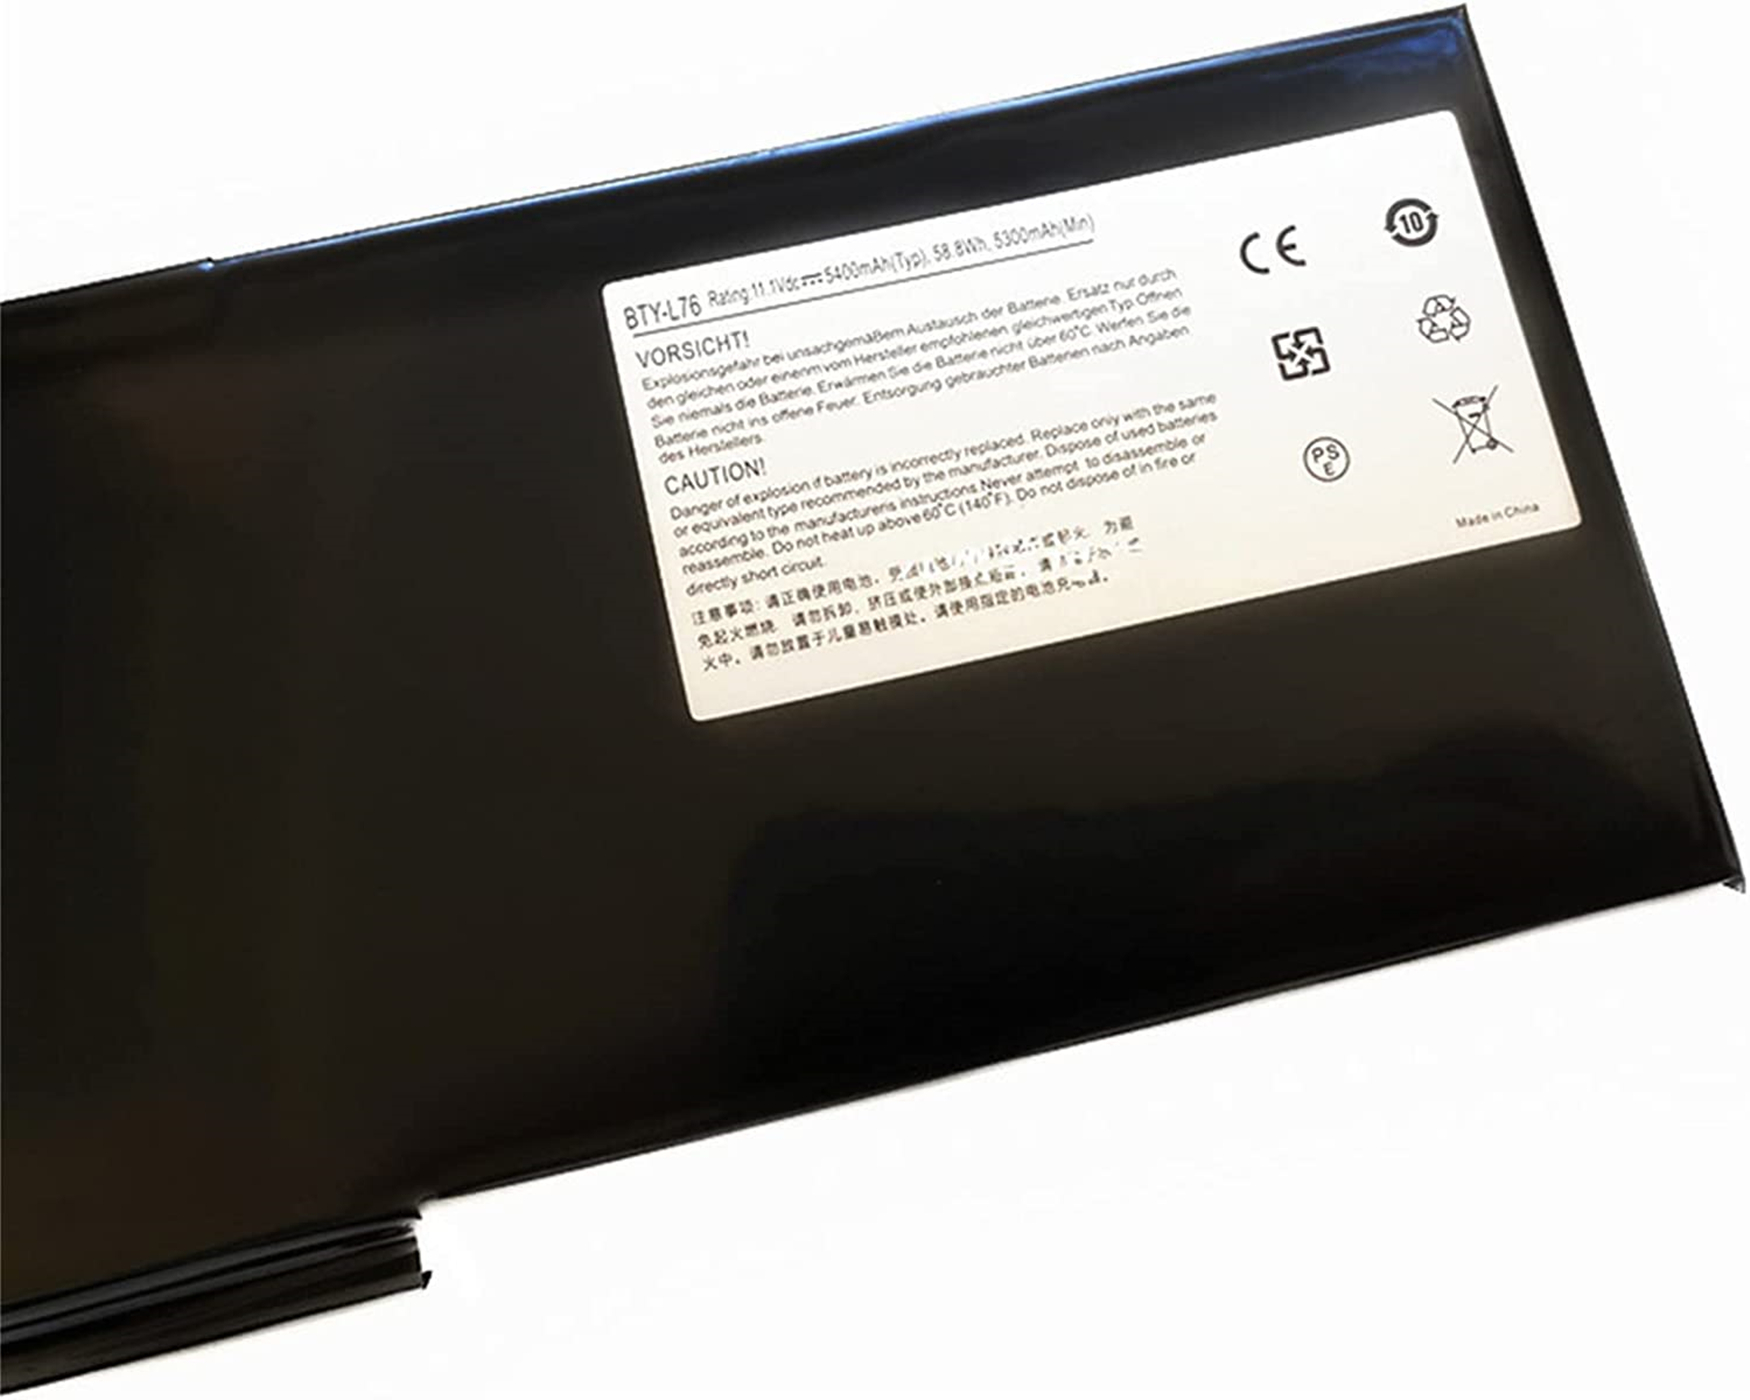 BTY-L76 Rating:11.1Vdc⎓5400mAh(Typ), 58.8Wh, 5300mAh(Min)
VORSICHT!
Explosionsgefahr bei unsachgemäßem Austausch der Batterie. Ersatz nur durch
den gleichen oder einenm vom Hersteller empfohlenen gleichwertigen Typ Öffnen
Sie niemals die Batterie. Erwärmen Sie die Batterie nicht über 60°C Werfen Sie die
Batterie nicht ins offene Feuer. Entsorgung gebrauchter Batterien nach Angaben
des Herstellers.
CAUTION!
Danger of explosion if battery is incorrectly replaced. Replace only with the same
or equivalent type recommended by the manufacturer. Dispose of used batteries
according to the manufacturens instructions.Never attempt to disassemble or
reassemble. Do not heat up above 60°C (140°F). Do not dispose of in fire or
directly short circuit.
注意事项: 请正确使用电池, 或起火 为避
免起火燃烧 请勿拆卸, 挤压或使外部接 请
火中。请勿放置于儿童易触摸处。请使用指定的电池充电器。
CE
10
PS
E
Made in China